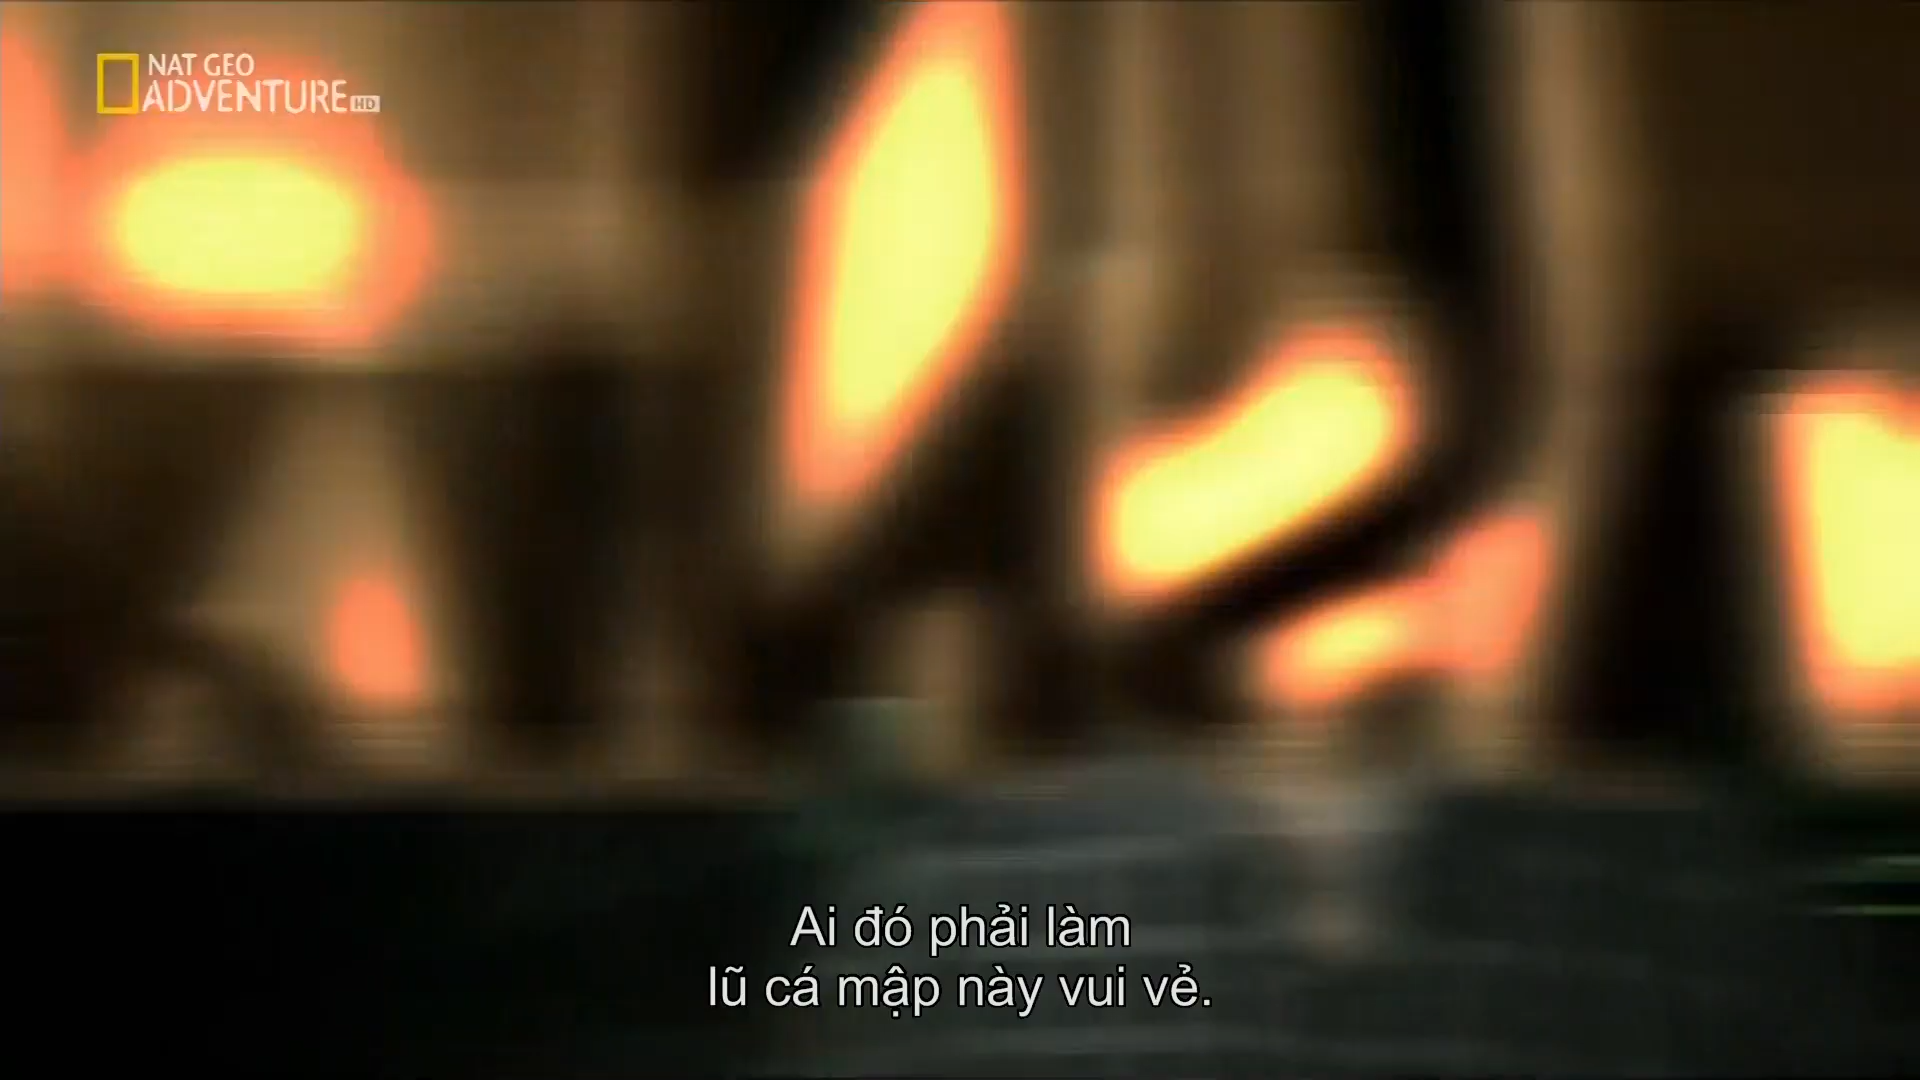 NAT GEO
ADVENTURE HD
Ai đó phải làm
lũ cá mập này vui vẻ.